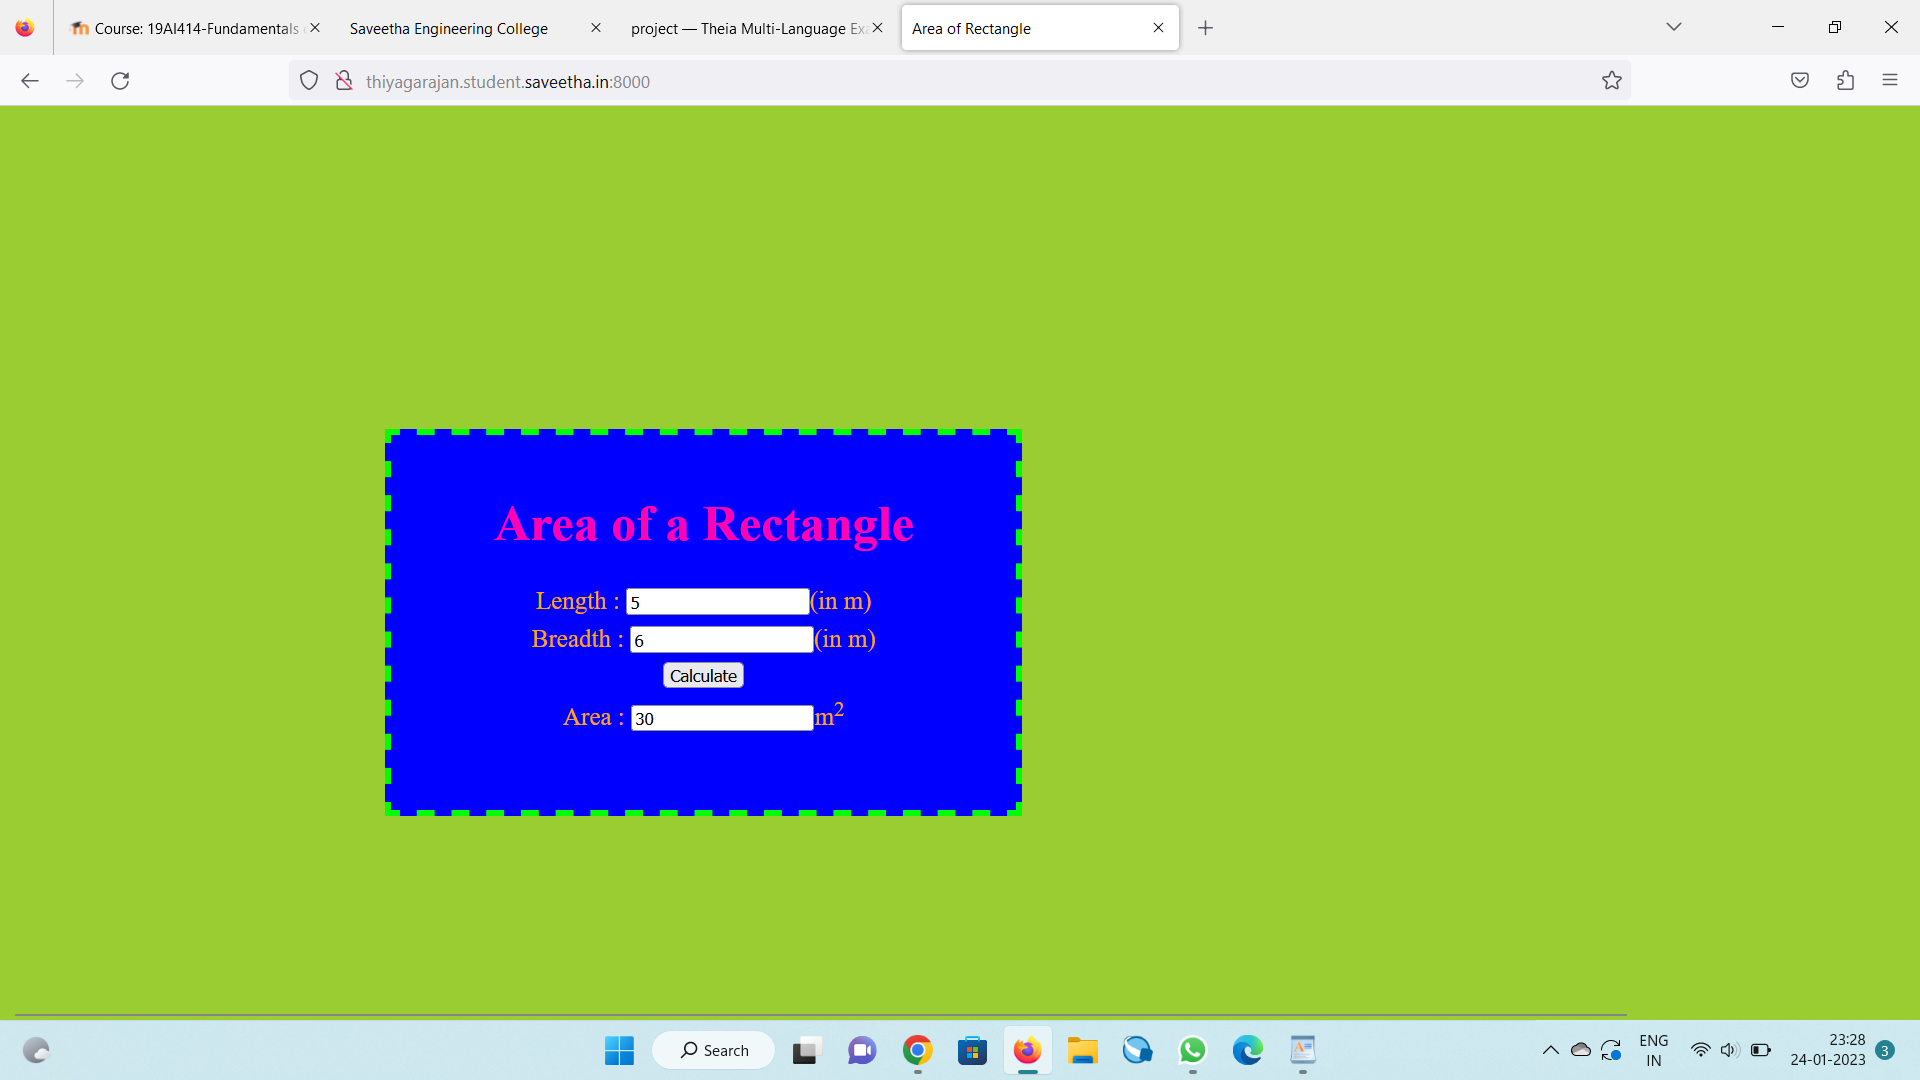 Course: 19AI414-Fundamentals
Saveetha Engineering College
project — Theia Multi-Language Exa
Area of Rectangle
thiyagarajan.student.saveetha.in:8000
Area of a Rectangle
Length : 5 (in m)
Breadth : 6 (in m)
Calculate
Area : 30 m2
Search
ENG
IN
23:28
24-01-2023
3